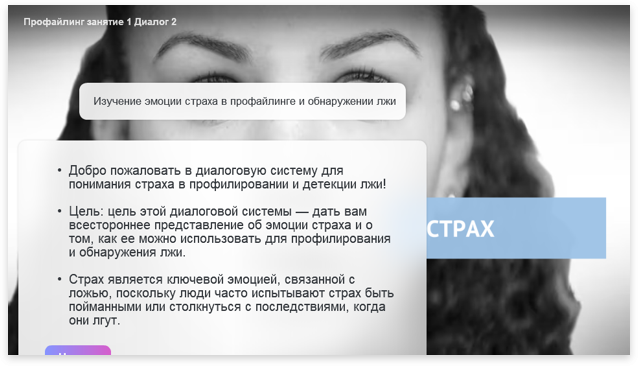 Профайлинг занятие 1 Диалог 2
Изучение эмоции страха в профайлинге и обнаружении лжи
• Добро пожаловать в диалоговую систему для
понимания страха в профилировании и детекции лжи!
• Цель: цель этой диалоговой системы — дать вам
всестороннее представление об эмоции страха и о
том, как ее можно использовать для профилирования
и обнаружения лжи.
СТРАХ
• Страх является ключевой эмоцией, связанной с
ложью, поскольку люди часто испытывают страх быть
пойманными или столкнуться с последствиями, когда
они лгут.